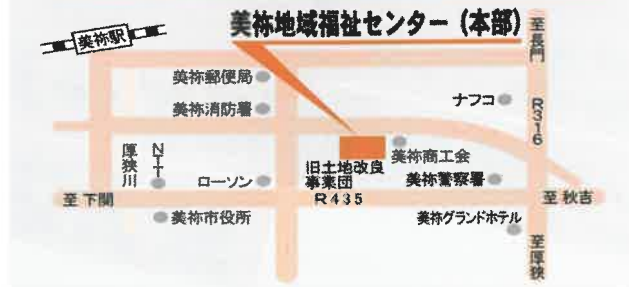 美祢地域福祉センター（本部）
美祢駅
至長門
美祢郵便局
ナフコ
美祢消防署
R316
厚狭川
NTT
旧土地改良
事業団
美祢商工会
ローソン
美祢警察署
R435
至下関
至秋吉
美祢市役所
美祢グランドホテル
至厚狭